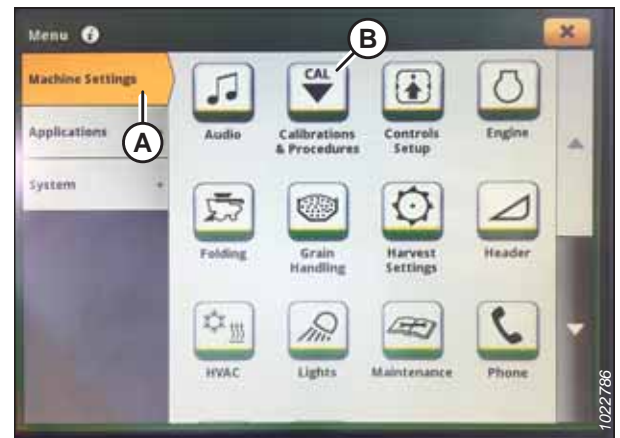 Menu
B
Machine Settings
A
Applications
System
CAL
Audio
Calibrations
& Procedures
Controls
Setup
Engine
Folding
Grain
Handling
Harvest
Settings
Header
HVAC
Lights
Maintenance
Phone
1022786